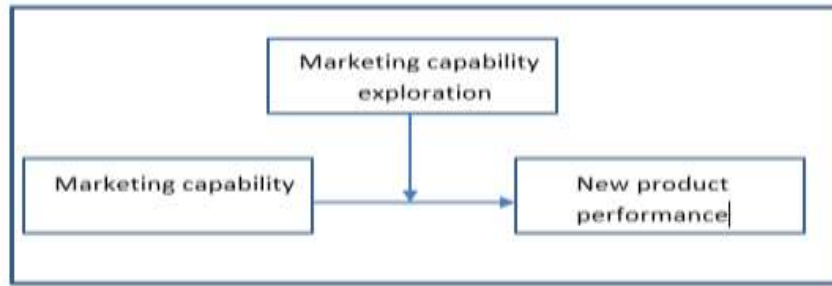 Marketing capability
exploration
Marketing capability
New product
performance